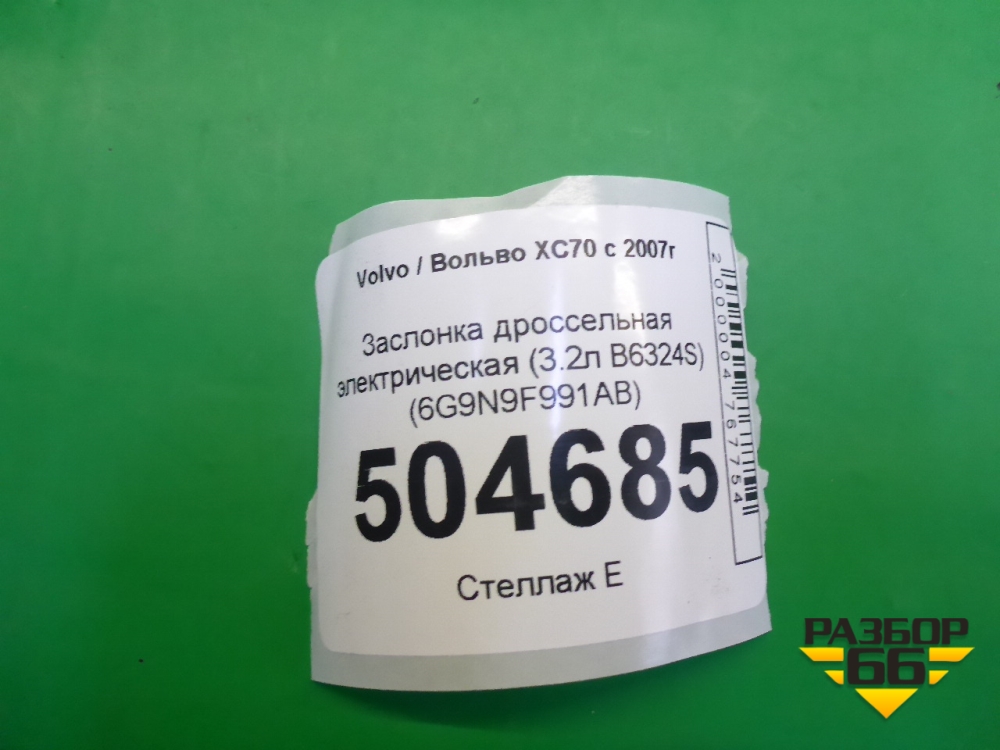 Volvo / Вольво XC70 с 2007г
Заслонка дроссельная
электрическая (3.2л B6324S)
(6G9N9F991AB)
504685
Стеллаж Е
2000004767754
РАЗБОР
66